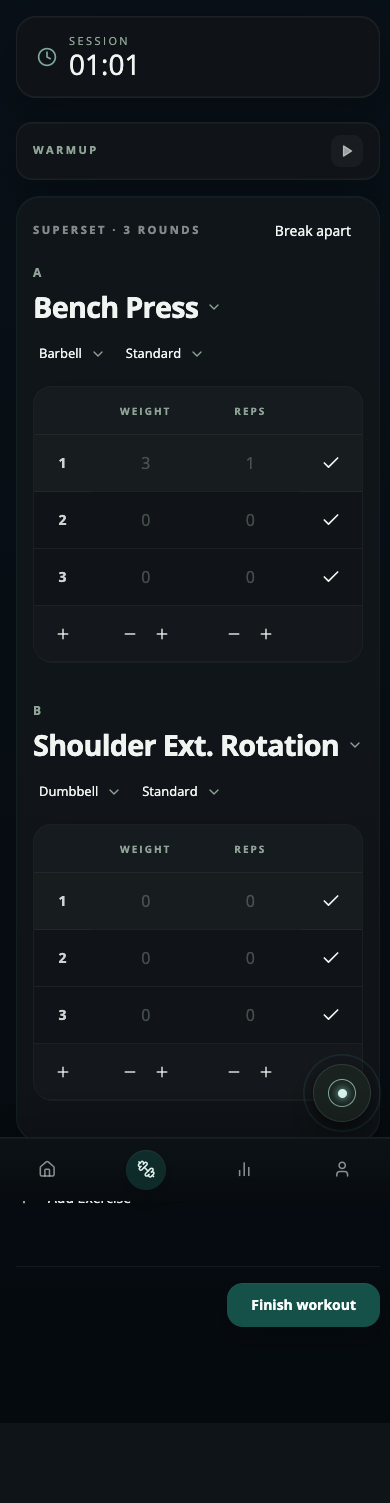 SESSION
01:01
WARMUP
SUPERSET · 3 ROUNDS
Break apart
A
Bench Press
Barbell Standard
WEIGHT REPS
1 3 1
2 0 0
3 0 0
+ − + − +
B
Shoulder Ext. Rotation
Dumbbell Standard
WEIGHT REPS
1 0 0
2 0 0
3 0 0
+ − + − +
Add Exercise
Finish workout